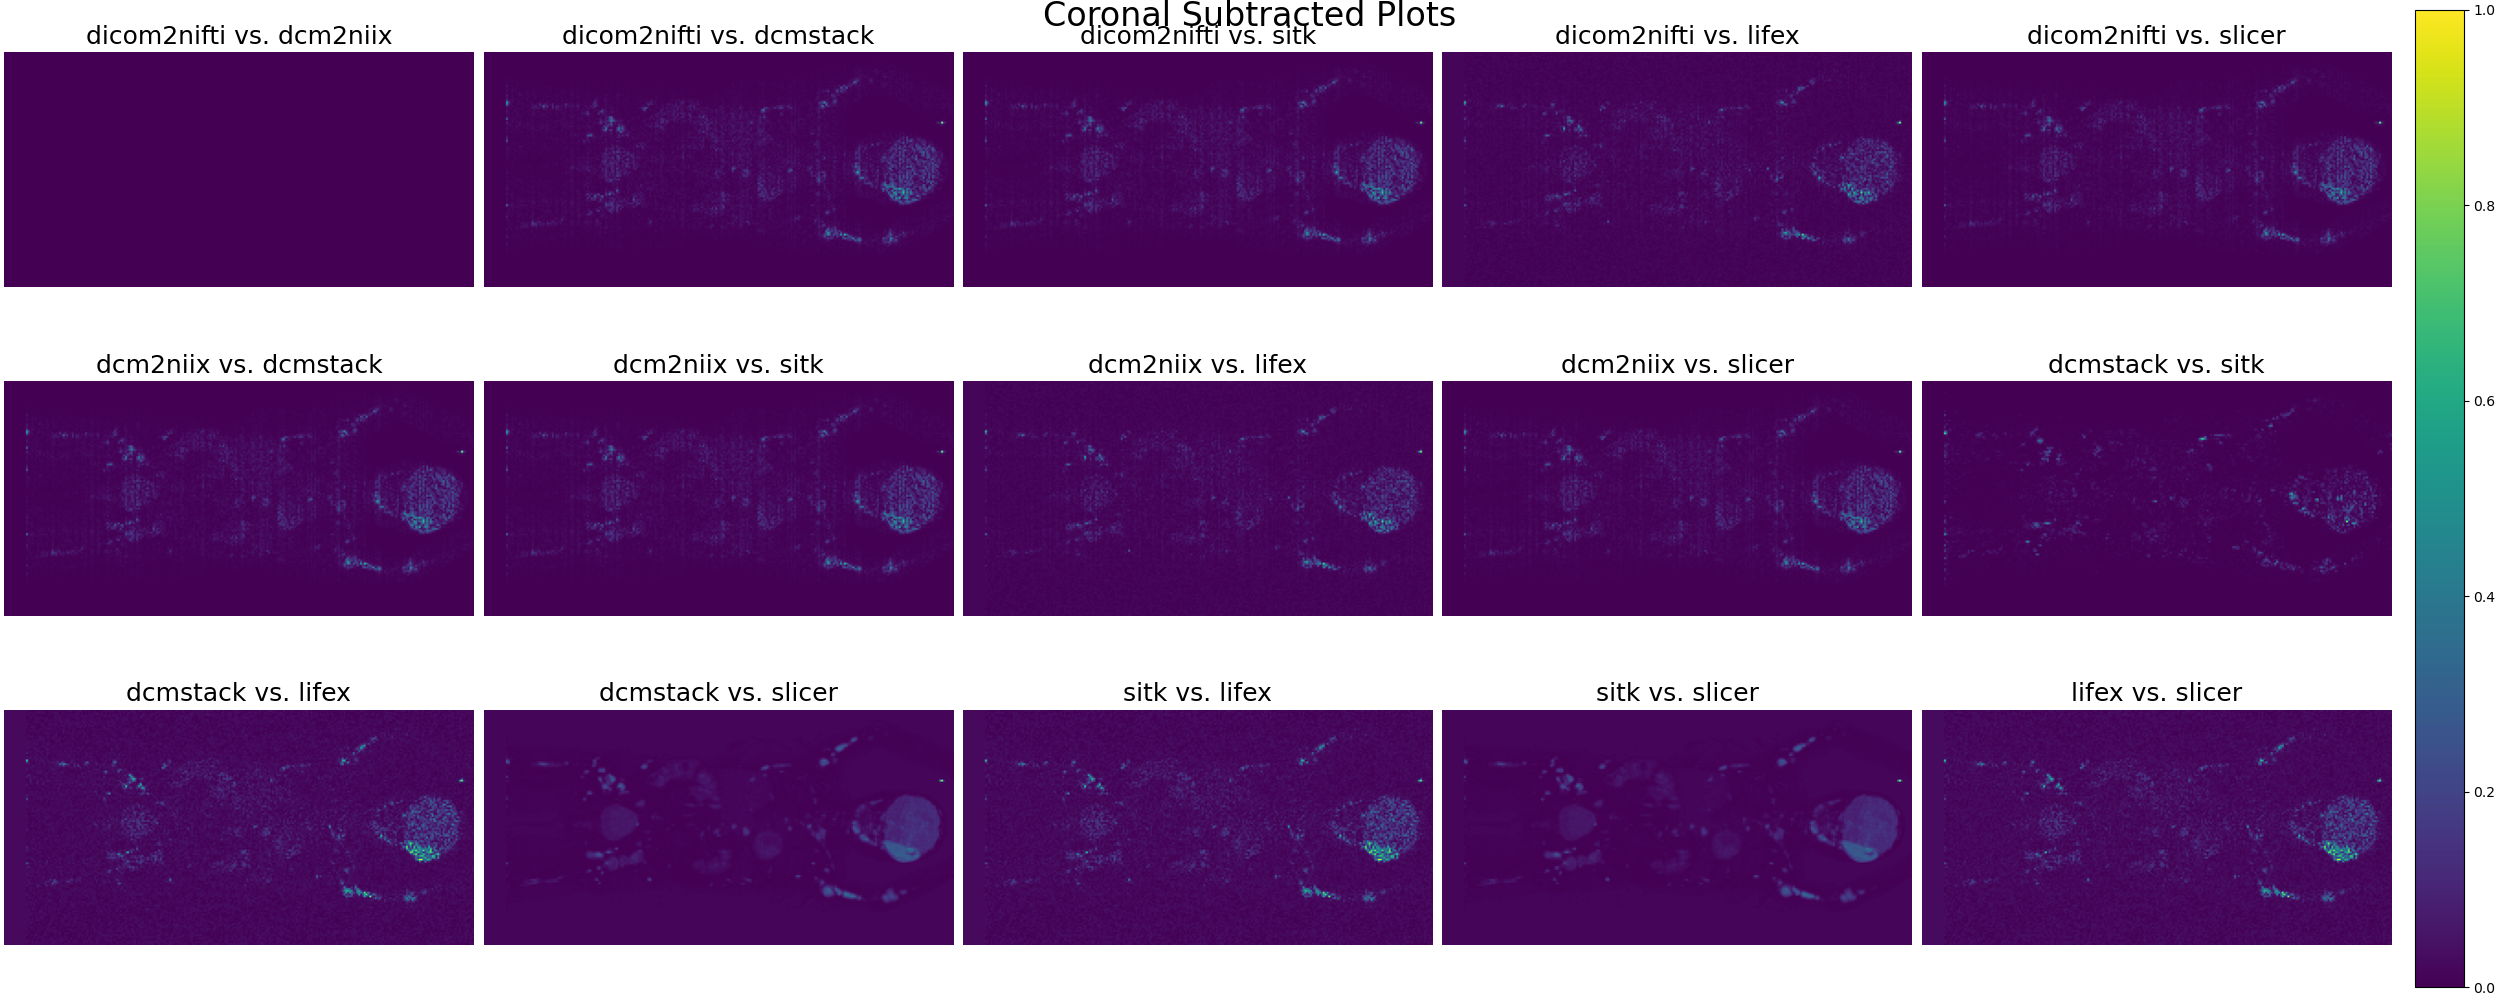 Coronal Subtracted Plots
dicom2nifti vs. dcm2niix
dicom2nifti vs. dcmstack
dicom2nifti vs. sitk
dicom2nifti vs. lifex
dicom2nifti vs. slicer
dcm2niix vs. dcmstack
dcm2niix vs. sitk
dcm2niix vs. lifex
dcm2niix vs. slicer
dcmstack vs. sitk
dcmstack vs. lifex
dcmstack vs. slicer
sitk vs. lifex
sitk vs. slicer
lifex vs. slicer
1.0
0.8
0.6
0.4
0.2
0.0